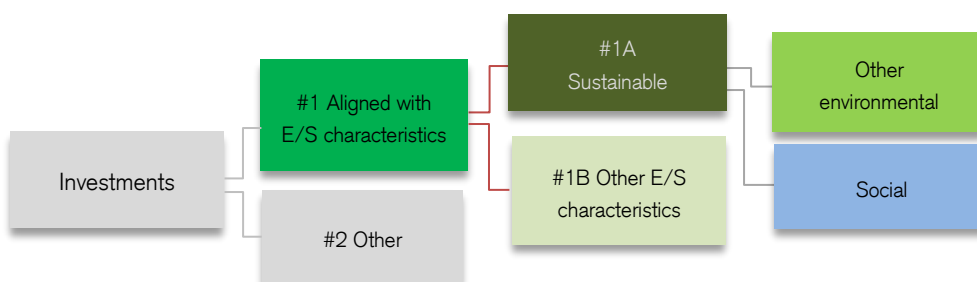 Investments
#1 Aligned with
E/S characteristics
#2 Other
#1A
Sustainable
#1B Other E/S
characteristics
Other
environmental
Social